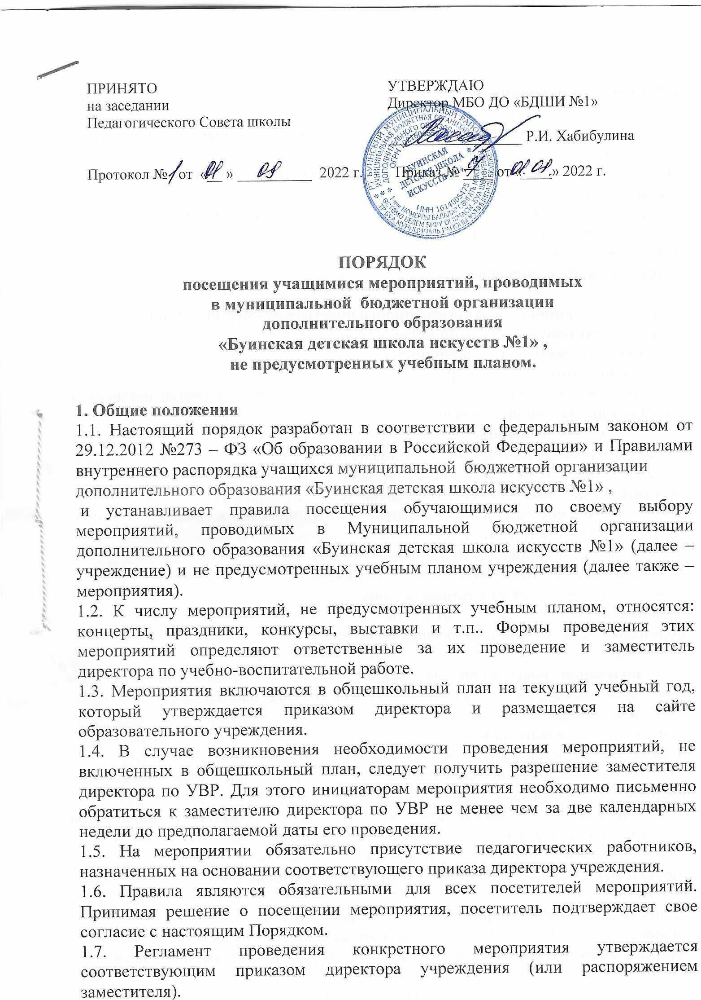 ПРИНЯТО
на заседании
Педагогического Совета школы
Протокол №1 от «01» 09 2022 г.
УТВЕРЖДАЮ
Директор МБО ДО «БДШИ №1»
Р.И. Хабибулина
Приказ № от «01.09.» 2022 г.
РТ БУИНСКИЙ МУНИЦИПАЛЬНЫЙ РАЙОН
МУНИЦИПАЛЬНАЯ БЮДЖЕТНАЯ ОРГАНИЗАЦИЯ
ДОПОЛНИТЕЛЬНОГО ОБРАЗОВАНИЯ
ОГРН
«БУИНСКАЯ
ДЕТСКАЯ ШКОЛА
ИСКУССТВ №1»
ИНН 1614005475
ПОРЯДОК
посещения учащимися мероприятий, проводимых
в муниципальной бюджетной организации
дополнительного образования
«Буинская детская школа искусств №1» ,
не предусмотренных учебным планом.
1. Общие положения
1.1. Настоящий порядок разработан в соответствии с федеральным законом от
29.12.2012 №273 – ФЗ «Об образовании в Российской Федерации» и Правилами
внутреннего распорядка учащихся муниципальной бюджетной организации
дополнительного образования «Буинская детская школа искусств №1» ,
и устанавливает правила посещения обучающимися по своему выбору
мероприятий, проводимых в Муниципальной бюджетной организации
дополнительного образования «Буинская детская школа искусств №1» (далее –
учреждение) и не предусмотренных учебным планом учреждения (далее также –
мероприятия).
1.2. К числу мероприятий, не предусмотренных учебным планом, относятся:
концерты, праздники, конкурсы, выставки и т.п.. Формы проведения этих
мероприятий определяют ответственные за их проведение и заместитель
директора по учебно-воспитательной работе.
1.3. Мероприятия включаются в общешкольный план на текущий учебный год,
который утверждается приказом директора и размещается на сайте
образовательного учреждения.
1.4. В случае возникновения необходимости проведения мероприятий, не
включенных в общешкольный план, следует получить разрешение заместителя
директора по УВР. Для этого инициаторам мероприятия необходимо письменно
обратиться к заместителю директора по УВР не менее чем за две календарных
недели до предполагаемой даты его проведения.
1.5. На мероприятии обязательно присутствие педагогических работников,
назначенных на основании соответствующего приказа директора учреждения.
1.6. Правила являются обязательными для всех посетителей мероприятий.
Принимая решение о посещении мероприятия, посетитель подтверждает свое
согласие с настоящим Порядком.
1.7. Регламент проведения конкретного мероприятия утверждается
соответствующим приказом директора учреждения (или распоряжением
заместителя).